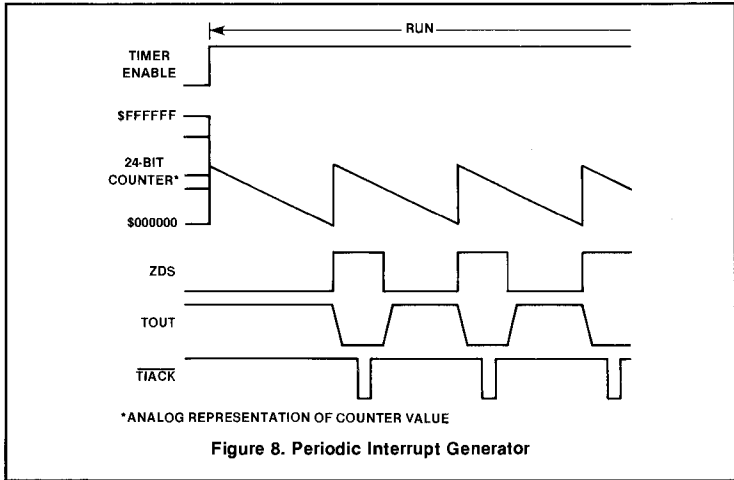 RUN
TIMER
ENABLE
$FFFFFF
24-BIT
COUNTER*
$000000
ZDS
TOUT
TIACK
*ANALOG REPRESENTATION OF COUNTER VALUE
Figure 8. Periodic Interrupt Generator